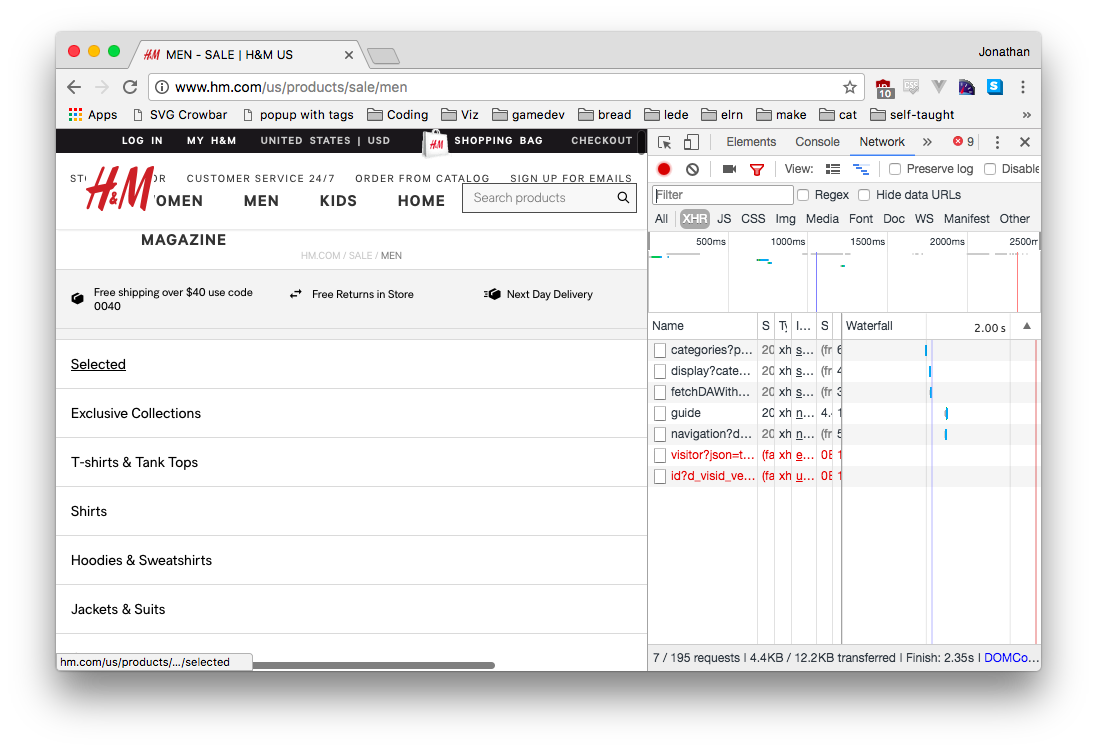 H&M MEN - SALE | H&M US
Jonathan
www.hm.com/us/products/sale/men
10
CSS
S
Apps SVG Crowbar popup with tags Coding Viz gamedev bread lede elrn make cat self-taught »
LOG IN MY H&M UNITED STATES | USD H&M SHOPPING BAG CHECKOUT
H&M CUSTOMER SERVICE 24/7 ORDER FROM CATALOG SIGN UP FOR EMAILS
OMEN MEN KIDS HOME Search products
MAGAZINE
HM.COM / SALE / MEN
Free shipping over $40 use code
0040
Free Returns in Store
Next Day Delivery
Selected
Exclusive Collections
T-shirts & Tank Tops
Shirts
Hoodies & Sweatshirts
Jackets & Suits
hm.com/us/products/.../selected
Elements Console Network » 9
View: Preserve log Disable
Filter Regex Hide data URLs
All XHR JS CSS Img Media Font Doc WS Manifest Other
500ms 1000ms 1500ms 2000ms 2500m
Name S Ty I... S Waterfall 2.00 s
categories?p... 20 xh s... (fr 6
display?cate... 20 xh s... (fr 4
fetchDAWith... 20 xh s... (fr 3
guide 20 xh n... 4. 1
navigation?d... 20 xh n... (fr 5
visitor?json=t... (fa xh e... 0E 1
id?d_visid_ve... (fa xh u... 0E 1
7 / 195 requests | 4.4KB / 12.2KB transferred | Finish: 2.35s | DOMCo...